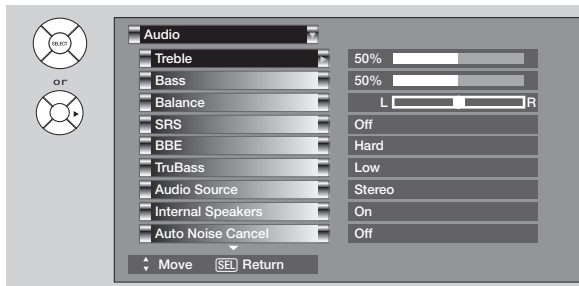 SELECT
or
Audio
Treble 50%
Bass 50%
Balance L R
SRS Off
BBE Hard
TruBass Low
Audio Source Stereo
Internal Speakers On
Auto Noise Cancel Off
Move SEL Return